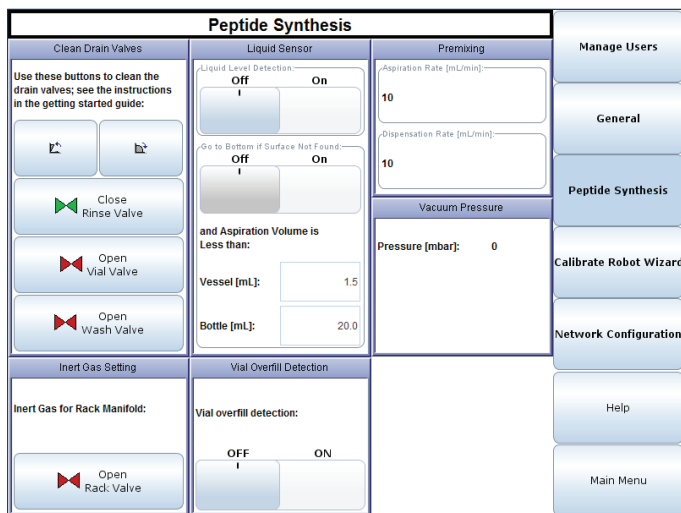 Peptide Synthesis
Clean Drain Valves
Use these buttons to clean the
drain valves; see the instructions
in the getting started guide:
Close
Rinse Valve
Open
Vial Valve
Open
Wash Valve
Liquid Sensor
Liquid Level Detection:
Off On
Go to Bottom if Surface Not Found:
Off On
and Aspiration Volume is
Less than:
Vessel [mL]: 1.5
Bottle [mL]: 20.0
Premixing
Aspiration Rate [mL/min]:
10
Dispensation Rate [mL/min]:
10
Vacuum Pressure
Pressure [mbar]: 0
Inert Gas Setting
Inert Gas for Rack Manifold:
Open
Rack Valve
Vial Overfill Detection
Vial overfill detection:
OFF ON
Manage Users
General
Peptide Synthesis
Calibrate Robot Wizard
Network Configuration
Help
Main Menu